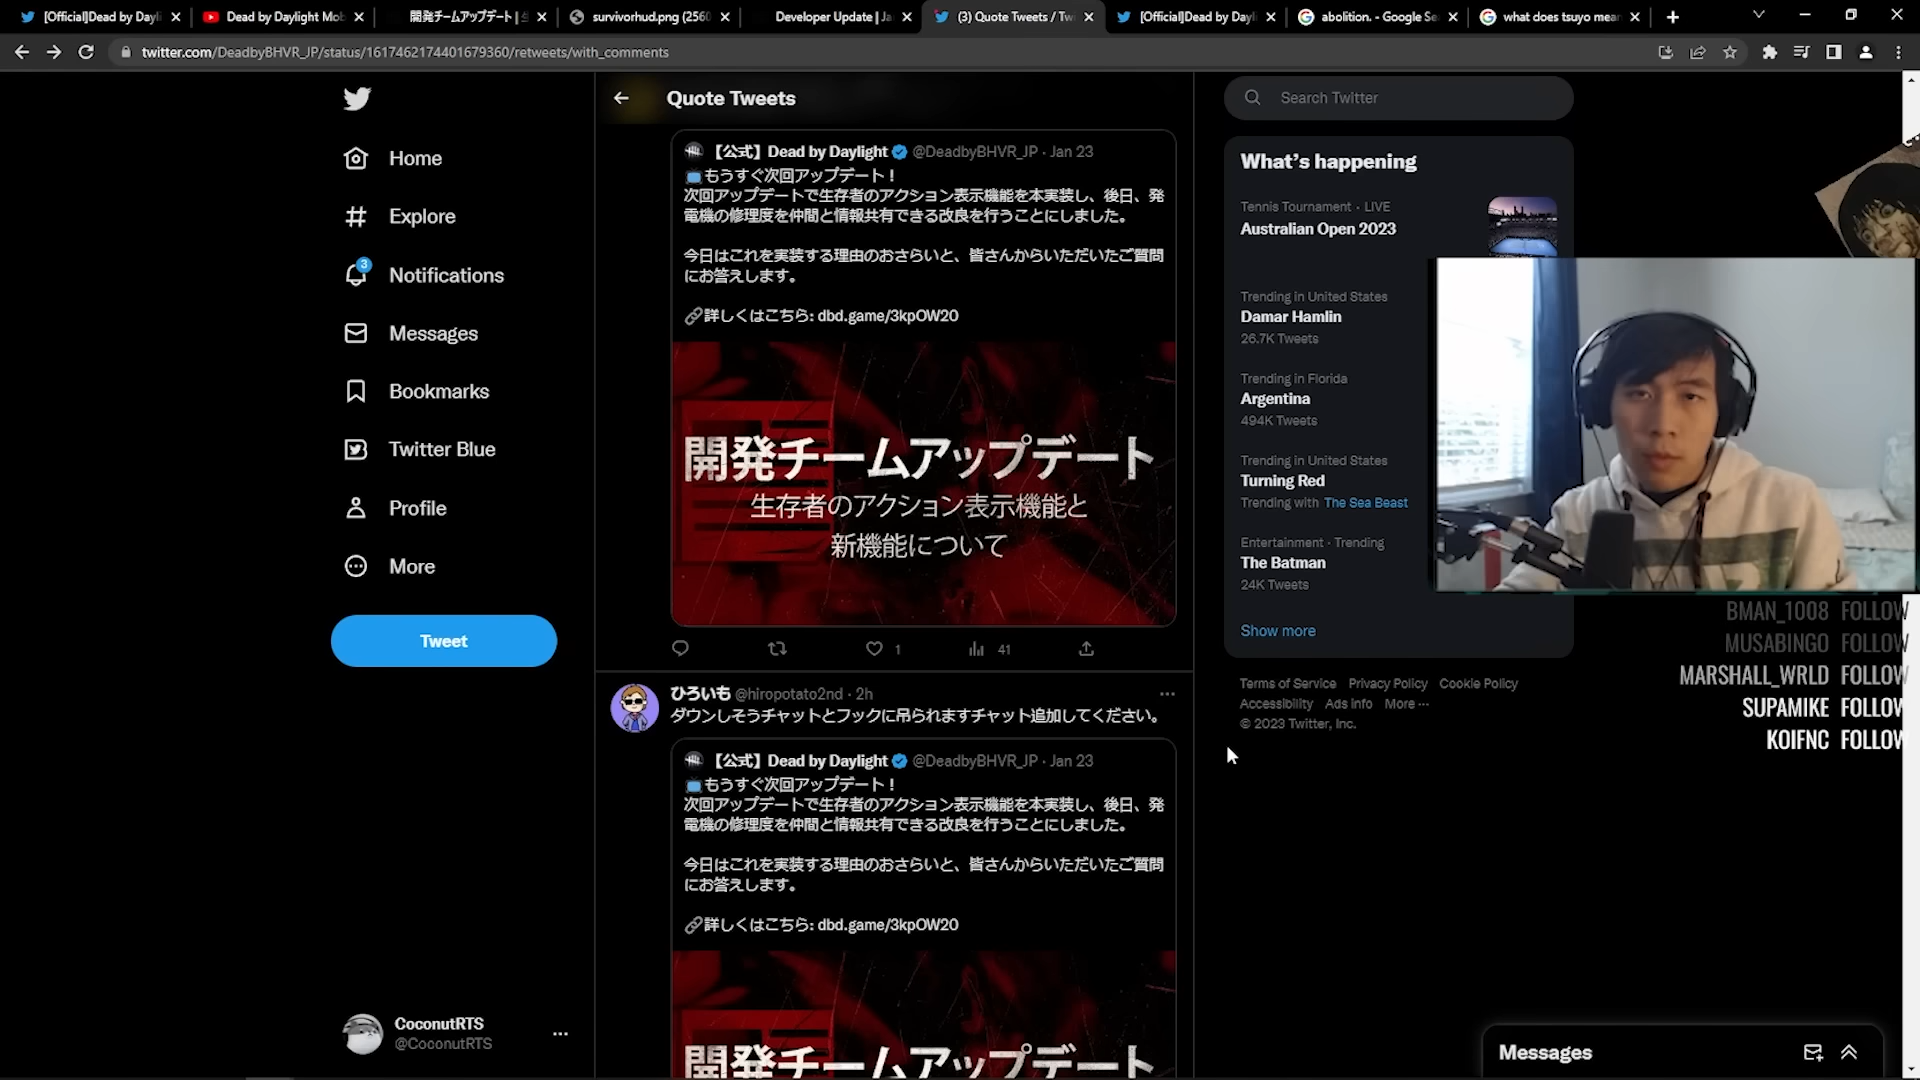 [Official]Dead by Dayli
Dead by Daylight Mob
開発チームアップデート |
survivorhud.png (256
Developer Update | Ja
(3) Quote Tweets / Tw
[Official]Dead by Dayli
abolition. - Google Se
what does tsuyo mean
twitter.com/DeadbyBHVR_JP/status/1617462174401679360/retweets/with_comments
Home
Explore
3
Notifications
Messages
Bookmarks
Twitter Blue
Profile
More
Tweet
CoconutRTS
@CoconutRTS
Quote Tweets
【公式】Dead by Daylight @DeadbyBHVR_JP · Jan 23
📺もうすぐ次回アップデート！
次回アップデートで生存者のアクション表示機能を本実装し、後日、発
電機の修理度を仲間と情報共有できる改良を行うことにしました。
今日はこれを実装する理由のおさらいと、皆さんからいただいたご質問
にお答えします。
🔗詳しくはこちら: dbd.game/3kpOW20
開発チームアップデート
生存者のアクション表示機能と
新機能について
1
41
ひろいも @hiropotato2nd · 2h
ダウンしそうチャットとフックに吊られますチャット追加してください。
【公式】Dead by Daylight @DeadbyBHVR_JP · Jan 23
📺もうすぐ次回アップデート！
次回アップデートで生存者のアクション表示機能を本実装し、後日、発
電機の修理度を仲間と情報共有できる改良を行うことにしました。
今日はこれを実装する理由のおさらいと、皆さんからいただいたご質問
にお答えします。
🔗詳しくはこちら: dbd.game/3kpOW20
開発チームアップデート
Search Twitter
What's happening
Tennis Tournament · LIVE
Australian Open 2023
Trending in United States
Damar Hamlin
26.7K Tweets
Trending in Florida
Argentina
494K Tweets
Trending in United States
Turning Red
Trending with The Sea Beast
Entertainment · Trending
The Batman
24K Tweets
Show more
Terms of Service Privacy Policy Cookie Policy
Accessibility Ads info More ···
© 2023 Twitter, Inc.
BMAN_1008 FOLLOW
MUSABINGO FOLLOW
MARSHALL_WRLD FOLLOW
SUPAMIKE FOLLOW
KOIFNC FOLLOW
Messages